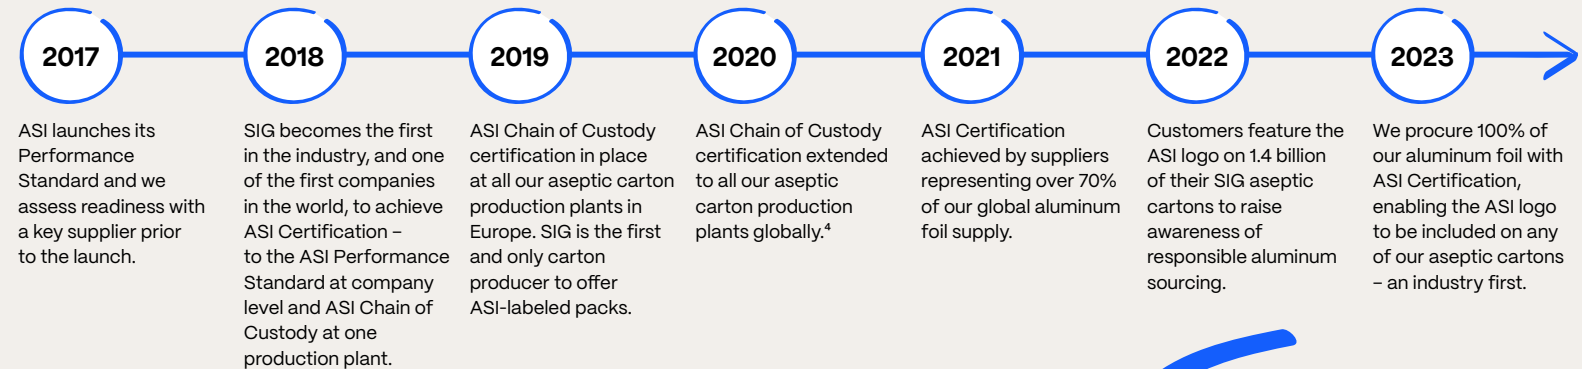 2017
ASI launches its
Performance
Standard and we
assess readiness with
a key supplier prior
to the launch.
2018
SIG becomes the first
in the industry, and one
of the first companies
in the world, to achieve
ASI Certification –
to the ASI Performance
Standard at company
level and ASI Chain of
Custody at one
production plant.
2019
ASI Chain of Custody
certification in place
at all our aseptic carton
production plants in
Europe. SIG is the first
and only carton
producer to offer
ASI-labeled packs.
2020
ASI Chain of Custody
certification extended
to all our aseptic
carton production
plants globally.⁴
2021
ASI Certification
achieved by suppliers
representing over 70%
of our global aluminum
foil supply.
2022
Customers feature the
ASI logo on 1.4 billion
of their SIG aseptic
cartons to raise
awareness of
responsible aluminum
sourcing.
2023
We procure 100% of
our aluminum foil with
ASI Certification,
enabling the ASI logo
to be included on any
of our aseptic cartons
– an industry first.